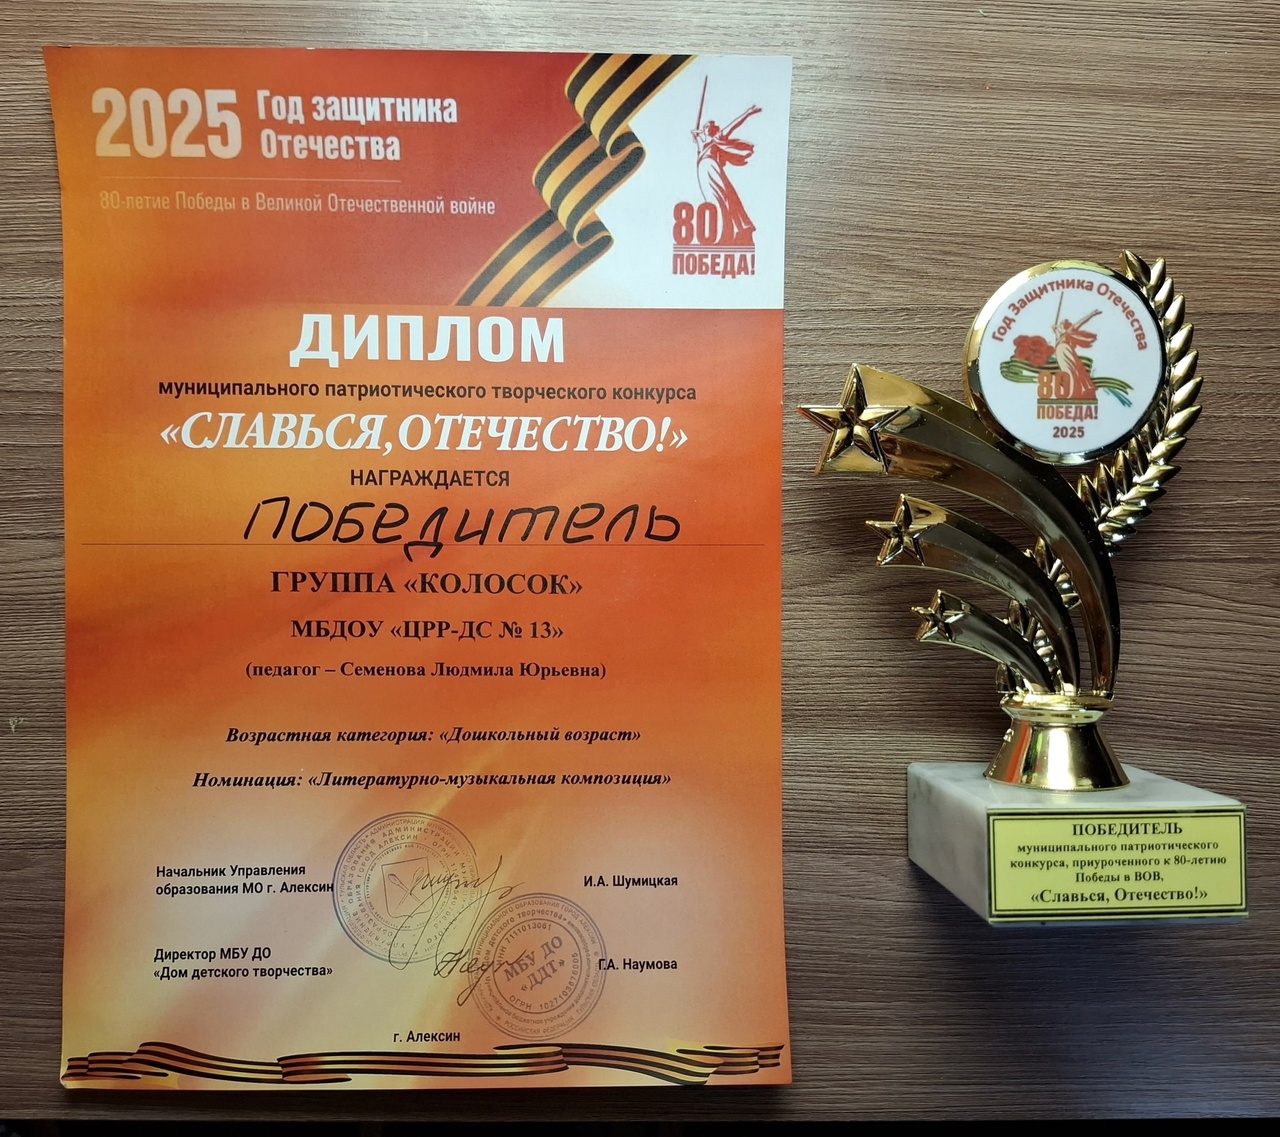 2025 Год защитника
Отечества
80-летие Победы в Великой Отечественной войне
80
ПОБЕДА!
ДИПЛОМ
муниципального патриотического творческого конкурса
«СЛАВЬСЯ, ОТЕЧЕСТВО!»
НАГРАЖДАЕТСЯ
ПОБЕДИТЕЛЬ
ГРУППА «КОЛОСОК»
МБДОУ «ЦРР-ДС № 13»
(педагог – Семенова Людмила Юрьевна)
Возрастная категория: «Дошкольный возраст»
Номинация: «Литературно-музыкальная композиция»
Начальник Управления
образования МО г. Алексин
И.А. Шумицкая
Директор МБУ ДО
«Дом детского творчества»
Г.А. Наумова
МБУ ДО
«ДДТ»
г. Алексин
Год Защитника Отечества
80
ПОБЕДА!
2025
ПОБЕДИТЕЛЬ
муниципального патриотического
конкурса, приуроченного к 80-летию
Победы в ВОВ,
«Славься, Отечество!»